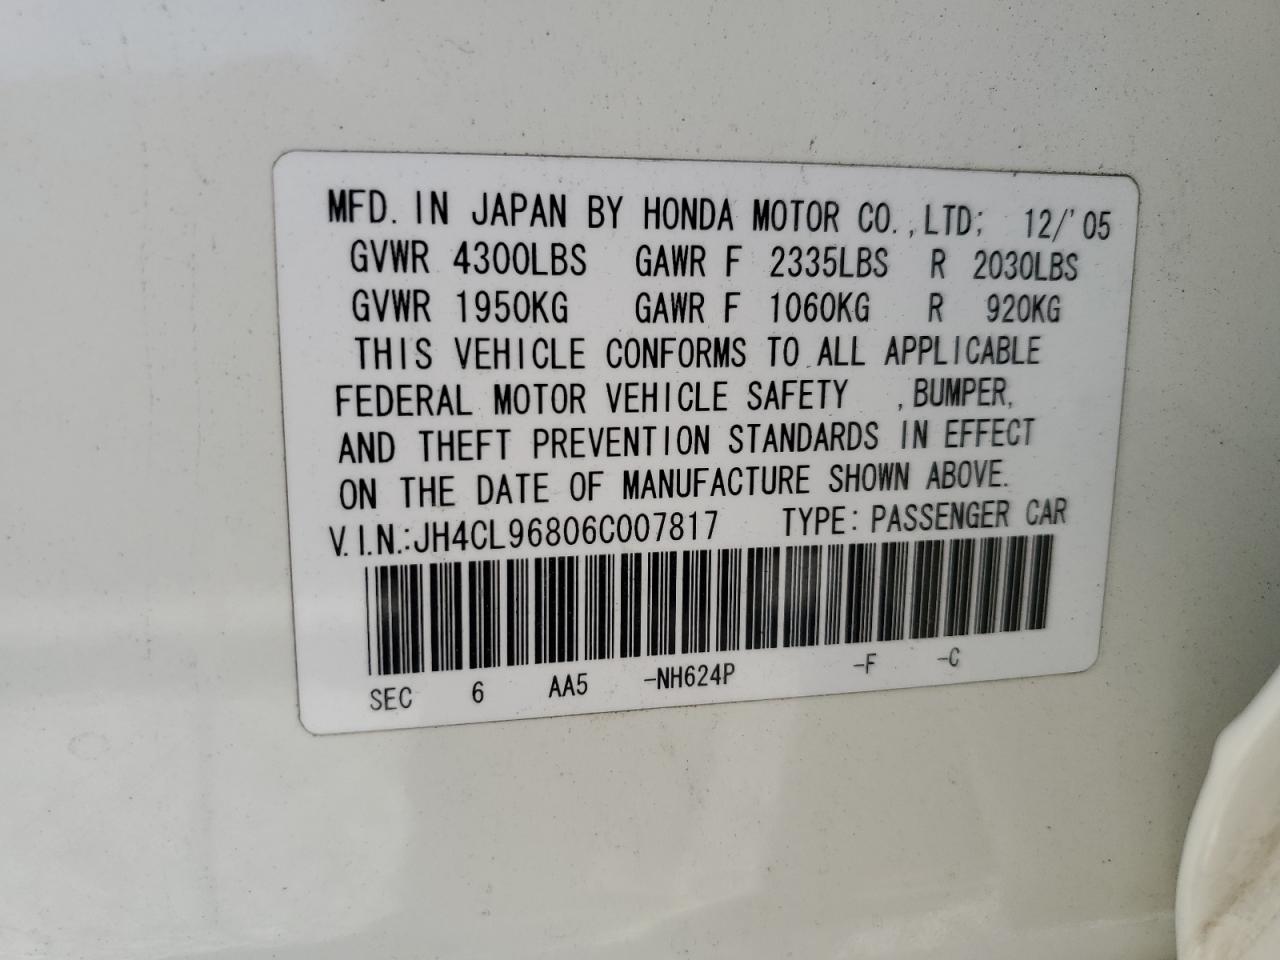 MFD. IN JAPAN BY HONDA MOTOR CO.,LTD; 12/'05
GVWR 4300LBS GAWR F 2335LBS R 2030LBS
GVWR 1950KG GAWR F 1060KG R 920KG
THIS VEHICLE CONFORMS TO ALL APPLICABLE
FEDERAL MOTOR VEHICLE SAFETY ,BUMPER,
AND THEFT PREVENTION STANDARDS IN EFFECT
ON THE DATE OF MANUFACTURE SHOWN ABOVE.
V.I.N.:JH4CL96806C007817 TYPE: PASSENGER CAR
SEC 6 AA5 -NH624P -F -C